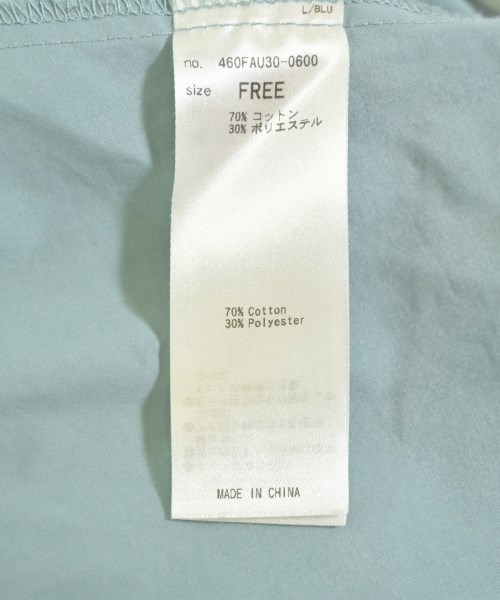 L/BLU
no. 460FAU30-0600
size FREE
70% コットン
30% ポリエステル
70% Cotton
30% Polyester
MADE IN CHINA